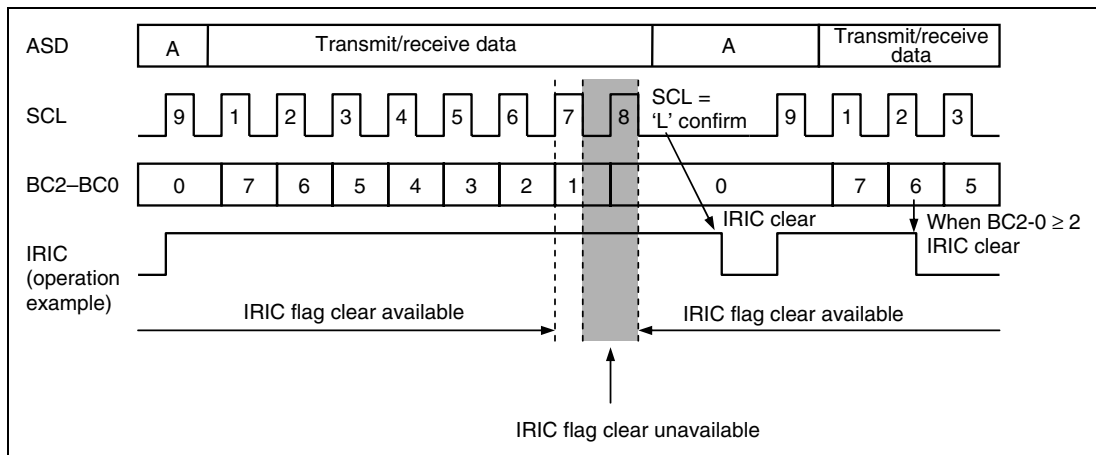 ASD
A
Transmit/receive data
A
Transmit/receive
data
SCL
9 1 2 3 4 5 6 7 8
SCL =
'L' confirm
9 1 2 3
BC2–BC0
0 7 6 5 4 3 2 1 0 7 6 5
IRIC
(operation
example)
IRIC clear
When BC2-0 ≥ 2
IRIC clear
IRIC flag clear available
IRIC flag clear available
IRIC flag clear unavailable